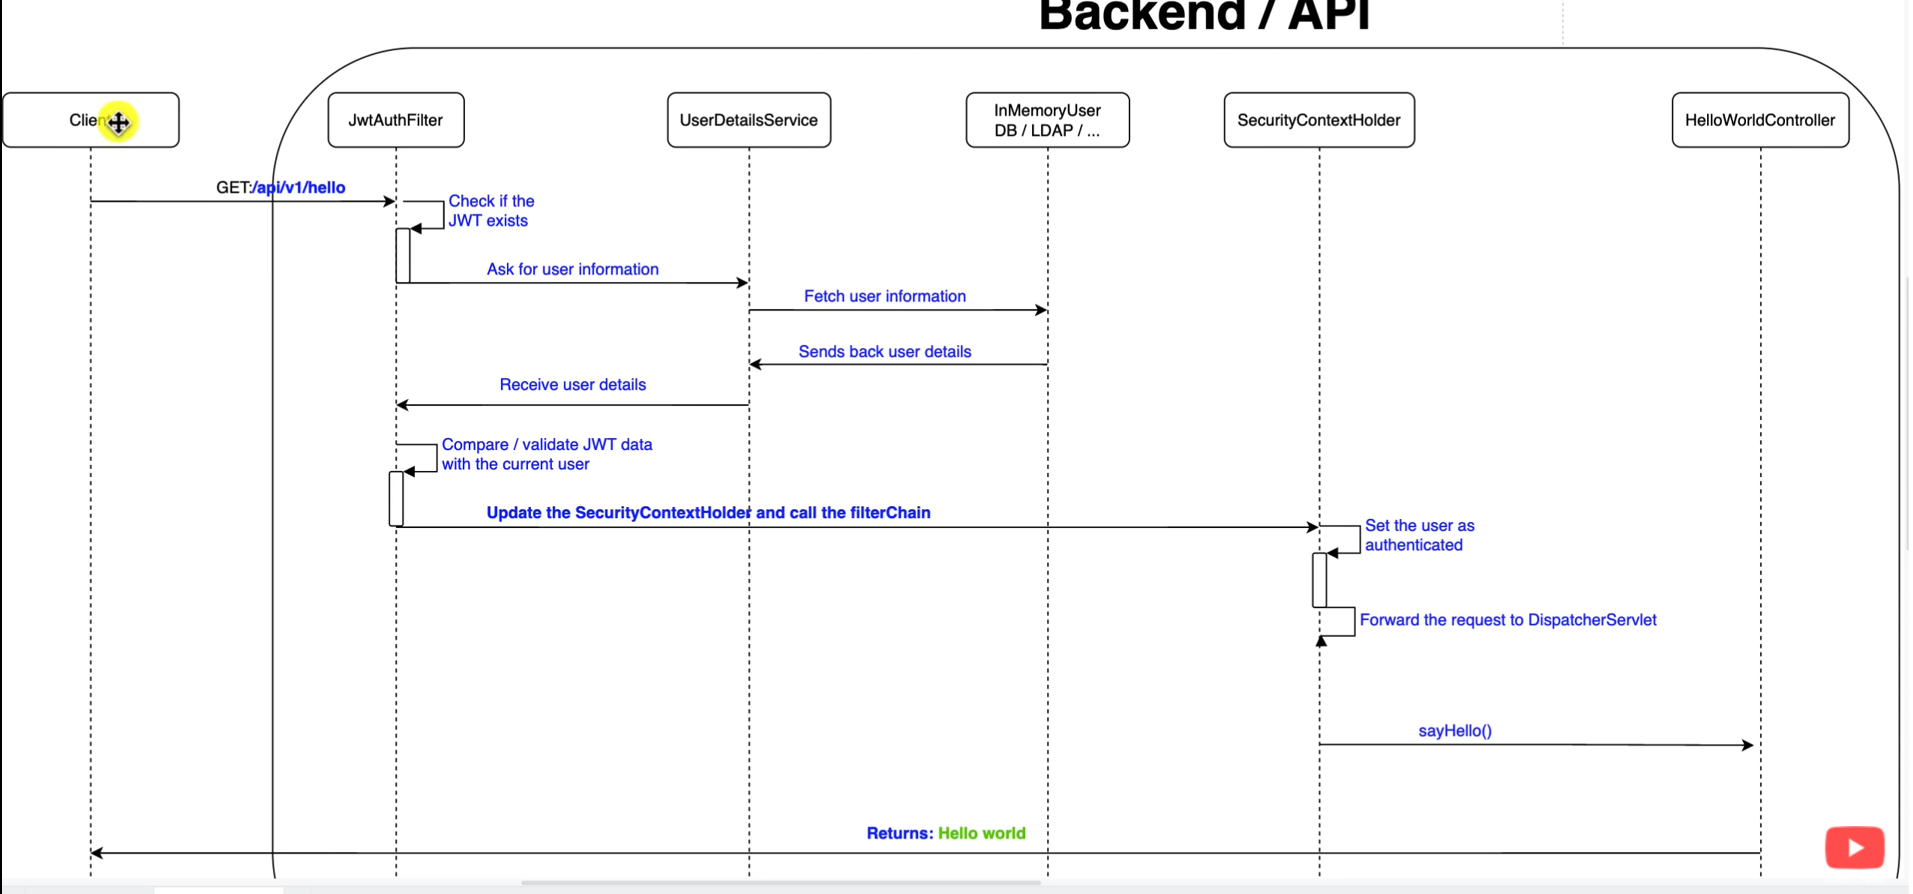 Backend / API
Client
JwtAuthFilter
UserDetailsService
InMemoryUser
DB / LDAP / ...
SecurityContextHolder
HelloWorldController
GET:/api/v1/hello
Check if the
JWT exists
Ask for user information
Fetch user information
Sends back user details
Receive user details
Compare / validate JWT data
with the current user
Update the SecurityContextHolder and call the filterChain
Set the user as
authenticated
Forward the request to DispatcherServlet
sayHello()
Returns: Hello world